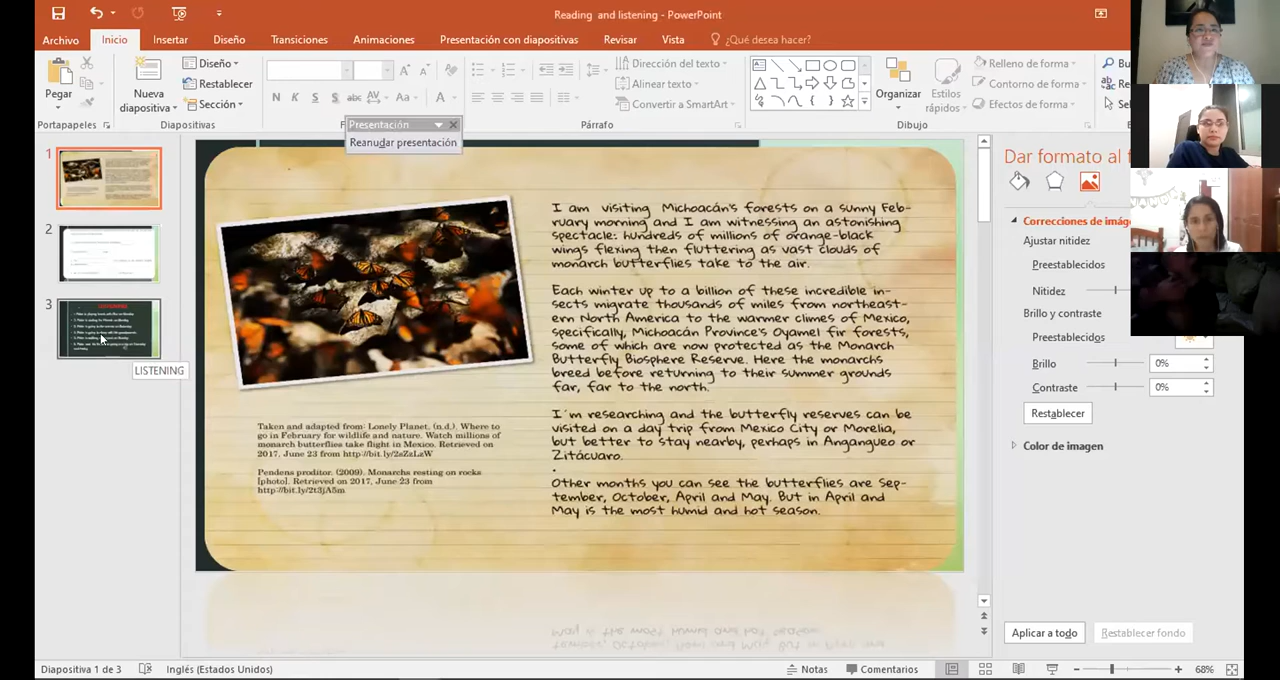 Reading and listening - PowerPoint
Archivo Inicio Insertar Diseño Transiciones Animaciones Presentación con diapositivas Revisar Vista ¿Qué desea hacer?
Pegar
Nueva
diapositiva
Diseño
Restablecer
Sección
N K S S abc AV Aa A
Dirección del texto
Alinear texto
Convertir a SmartArt
Organizar
Estilos
rápidos
Relleno de forma
Contorno de forma
Efectos de forma
Portapapeles
Diapositivas
Párrafo
Dibujo
Presentación
Reanudar presentación
1
2
3
LISTENING
I am visiting Michoacán's forests on a sunny Feb-
ruary morning and I am witnessing an astonishing
spectacle: hundreds of millions of orange-black
wings flexing then fluttering as vast clouds of
monarch butterflies take to the air.
Each winter up to a billion of these incredible in-
sects migrate thousands of miles from northeast-
ern North America to the warmer climes of Mexico,
specifically, Michoacán Province's Oyamel fir forests,
some of which are now protected as the Monarch
Butterfly Biosphere Reserve. Here the monarchs
breed before returning to their summer grounds
far, far to the north.
I´m researching and the butterfly reserves can be
visited on a day trip from Mexico City or Morelia,
but better to stay nearby, perhaps in Angangueo or
Zitácuaro.
.
Other months you can see the butterflies are Sep-
tember, October, April and May. But in April and
May is the most humid and hot season.
Taken and adapted from: Lonely Planet, (n.d.). Where to
go in February for wildlife and nature. Watch millions of
monarch butterflies take flight in Mexico. Retrieved on
2017, June 23 from http://bit.ly/2sZzLzW
Pendens proditor. (2009). Monarchs resting on rocks
[photo]. Retrieved on 2017, June 23 from
http://bit.ly/2t3jA5m
Dar formato al f
Correcciones de imág
Ajustar nitidez
Preestablecidos
Nitidez
Brillo y contraste
Preestablecidos
Brillo 0%
Contraste 0%
Restablecer
Color de imagen
Aplicar a todo Restablecer fondo
Diapositiva 1 de 3 Inglés (Estados Unidos) Notas Comentarios 68%